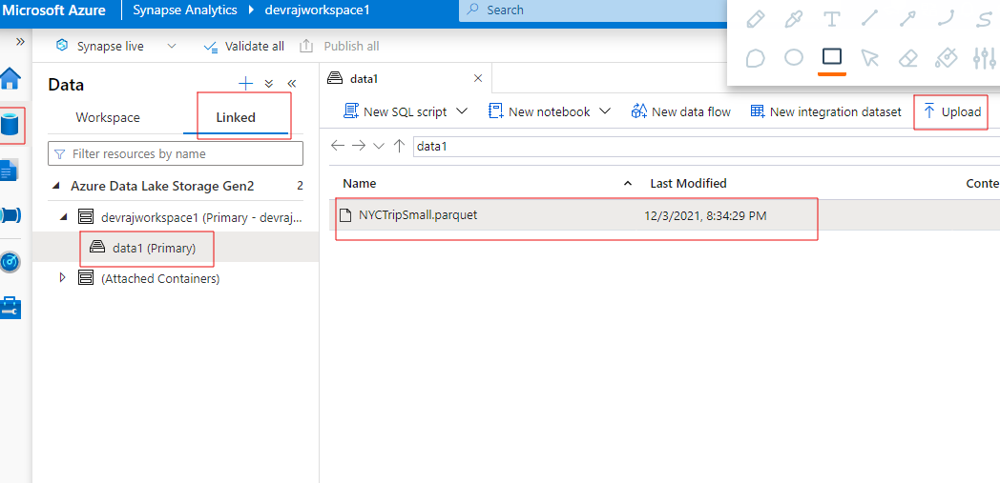 Microsoft Azure
Synapse Analytics
devrajworkspace1
Search
Synapse live
Validate all
Publish all
Data
Workspace
Linked
Filter resources by name
Azure Data Lake Storage Gen2 2
devrajworkspace1 (Primary - devraj...
data1 (Primary)
(Attached Containers)
data1
New SQL script
New notebook
New data flow
New integration dataset
Upload
data1
Name Last Modified Conte
NYCTripSmall.parquet 12/3/2021, 8:34:29 PM